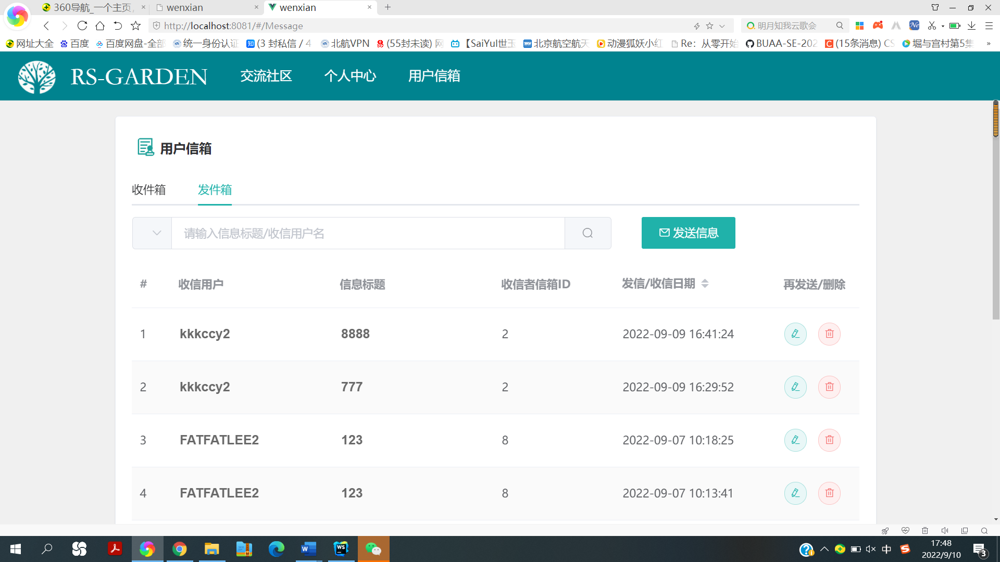 360导航_一个主页,
wenxian
wenxian
http://localhost:8081/#/Message
明月知我云歌会
网址大全
百度
百度网盘-全部
统一身份认证
(3 封私信 / 4
北航VPN
(55封未读) 网
【SaiYuI世玉
北京航空航天
动漫狐妖小红
Re：从零开始
BUAA-SE-202
(15条消息) CS
堀与宫村第5集
»
RS-GARDEN
交流社区
个人中心
用户信箱
用户信箱
收件箱
发件箱
请输入信息标题/收信用户名
发送信息
# 收信用户 信息标题 收信者信箱ID 发信/收信日期 再发送/删除
1 kkkccy2 8888 2 2022-09-09 16:41:24
2 kkkccy2 777 2 2022-09-09 16:29:52
3 FATFATLEE2 123 8 2022-09-07 10:18:25
4 FATFATLEE2 123 8 2022-09-07 10:13:41
中
17:48
2022/9/10
3